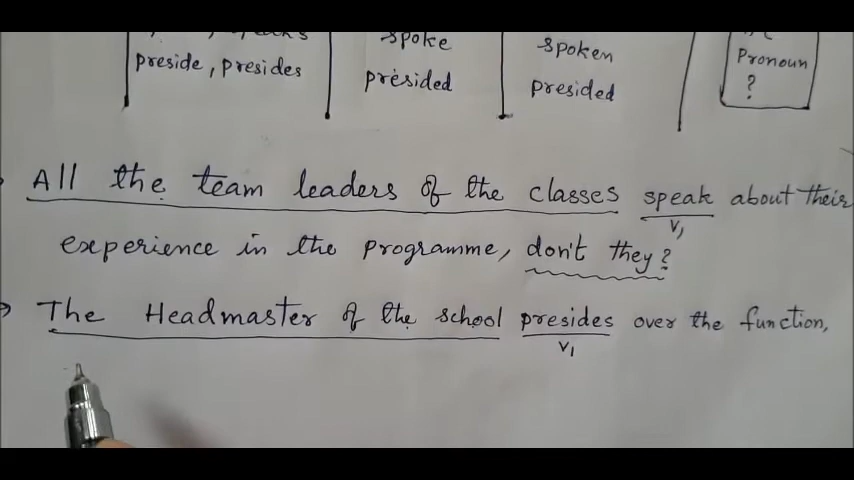 spoke
spoken
preside, presides
presided
presided
Pronoun
?
All the team leaders of the classes speak about their
V1
experience in the programme, don't they?
The Headmaster of the school presides over the function,
V1